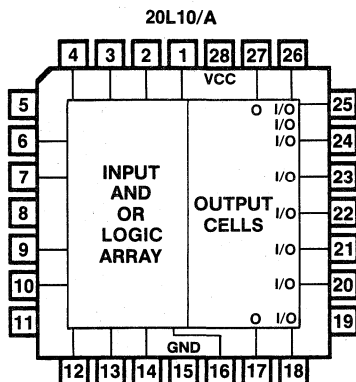 20L10/A
4 3 2 1 28 27 26
VCC
5 O I/O 25
I/O
6 I/O 24
7 I/O 23
8 I/O 22
9 I/O 21
10 I/O 20
11 O I/O 19
INPUT
AND
OR
LOGIC
ARRAY
OUTPUT
CELLS
GND
12 13 14 15 16 17 18